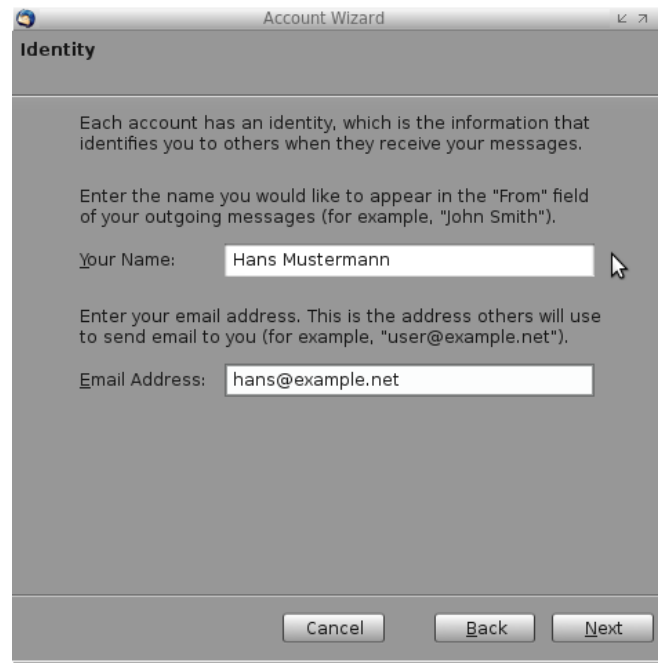 Account Wizard
Identity
Each account has an identity, which is the information that
identifies you to others when they receive your messages.
Enter the name you would like to appear in the "From" field
of your outgoing messages (for example, "John Smith").
Your Name: Hans Mustermann
Enter your email address. This is the address others will use
to send email to you (for example, "user@example.net").
Email Address: hans@example.net
Cancel Back Next